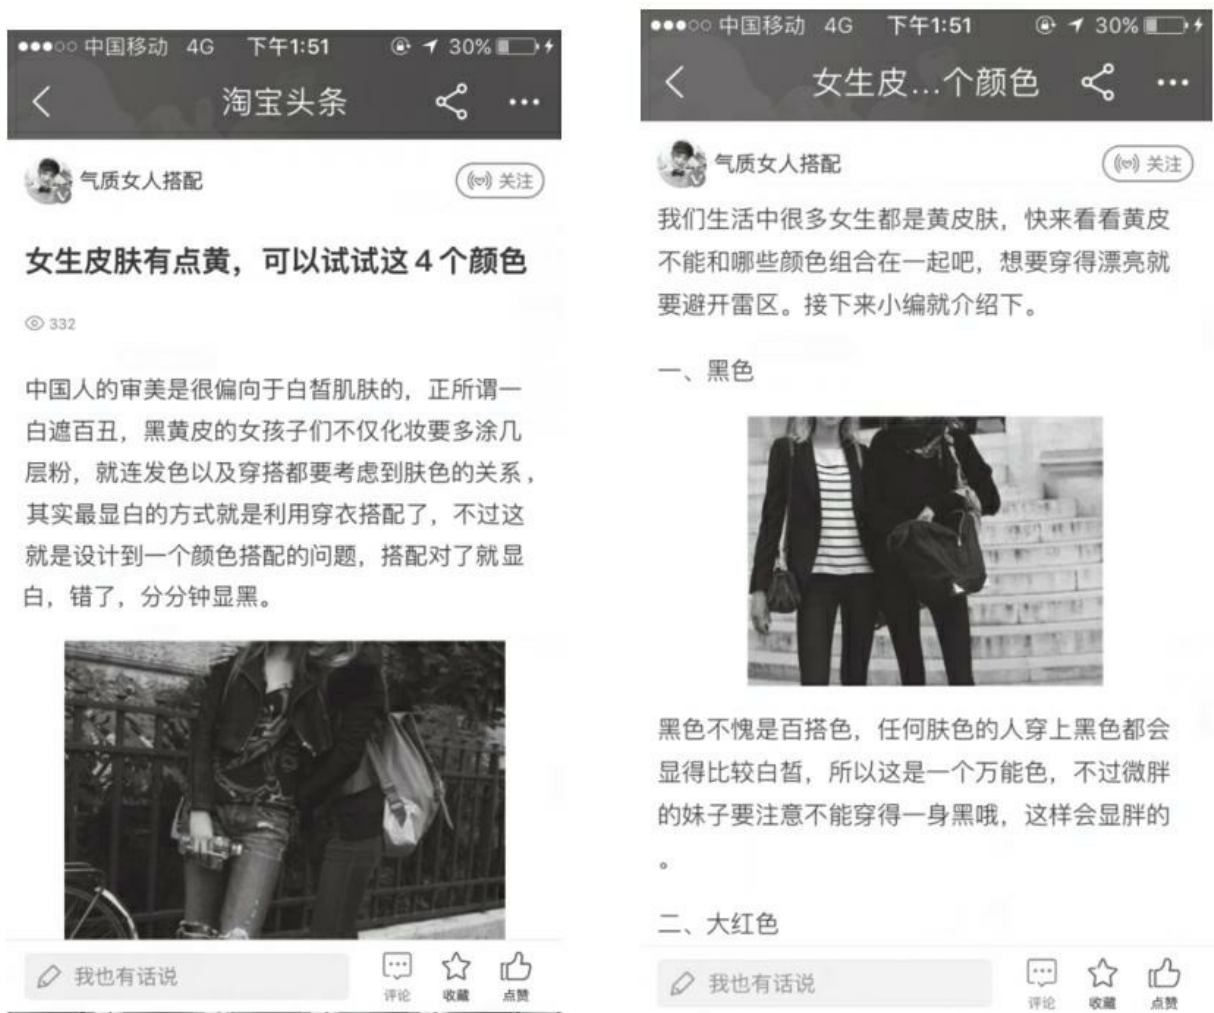 中国移动 4G 下午1:51 30%
淘宝头条
气质女人搭配
关注
女生皮肤有点黄，可以试试这4个颜色
332
中国人的审美是很偏向于白皙肌肤的，正所谓一
白遮百丑，黑黄皮的女孩子们不仅化妆要多涂几
层粉，就连发色以及穿搭都要考虑到肤色的关系，
其实最显白的方式就是利用穿衣搭配了，不过这
就是设计到一个颜色搭配的问题，搭配对了就显
白，错了，分分钟显黑。
我也有话说
评论 收藏 点赞
中国移动 4G 下午1:51 30%
女生皮...个颜色
气质女人搭配
关注
我们生活中很多女生都是黄皮肤，快来看看黄皮
不能和哪些颜色组合在一起吧，想要穿得漂亮就
要避开雷区。接下来小编就介绍下。
一、黑色
黑色不愧是百搭色，任何肤色的人穿上黑色都会
显得比较白皙，所以这是一个万能色，不过微胖
的妹子要注意不能穿得一身黑哦，这样会显胖的
。
二、大红色
我也有话说
评论 收藏 点赞